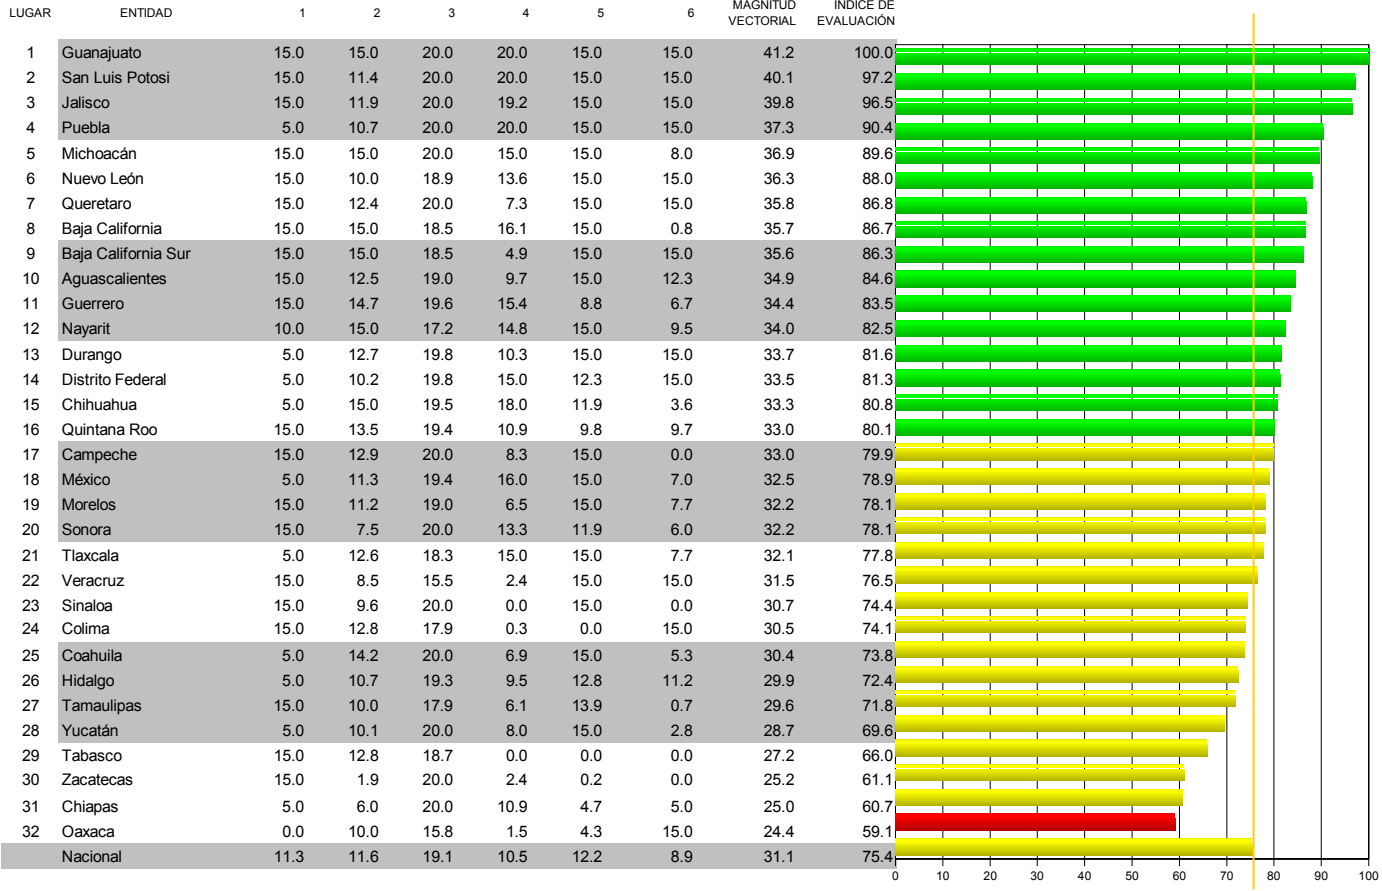 LUGAR ENTIDAD 1 2 3 4 5 6 MAGNITUD VECTORIAL INDICE DE EVALUACIÓN
1 Guanajuato 15.0 15.0 20.0 20.0 15.0 15.0 41.2 100.0
2 San Luis Potosi 15.0 11.4 20.0 20.0 15.0 15.0 40.1 97.2
3 Jalisco 15.0 11.9 20.0 19.2 15.0 15.0 39.8 96.5
4 Puebla 5.0 10.7 20.0 20.0 15.0 15.0 37.3 90.4
5 Michoacán 15.0 15.0 20.0 15.0 15.0 8.0 36.9 89.6
6 Nuevo León 15.0 10.0 18.9 13.6 15.0 15.0 36.3 88.0
7 Queretaro 15.0 12.4 20.0 7.3 15.0 15.0 35.8 86.8
8 Baja California 15.0 15.0 18.5 16.1 15.0 0.8 35.7 86.7
9 Baja California Sur 15.0 15.0 18.5 4.9 15.0 15.0 35.6 86.3
10 Aguascalientes 15.0 12.5 19.0 9.7 15.0 12.3 34.9 84.6
11 Guerrero 15.0 14.7 19.6 15.4 8.8 6.7 34.4 83.5
12 Nayarit 10.0 15.0 17.2 14.8 15.0 9.5 34.0 82.5
13 Durango 5.0 12.7 19.8 10.3 15.0 15.0 33.7 81.6
14 Distrito Federal 5.0 10.2 19.8 15.0 12.3 15.0 33.5 81.3
15 Chihuahua 5.0 15.0 19.5 18.0 11.9 3.6 33.3 80.8
16 Quintana Roo 15.0 13.5 19.4 10.9 9.8 9.7 33.0 80.1
17 Campeche 15.0 12.9 20.0 8.3 15.0 0.0 33.0 79.9
18 México 5.0 11.3 19.4 16.0 15.0 7.0 32.5 78.9
19 Morelos 15.0 11.2 19.0 6.5 15.0 7.7 32.2 78.1
20 Sonora 15.0 7.5 20.0 13.3 11.9 6.0 32.2 78.1
21 Tlaxcala 5.0 12.6 18.3 15.0 15.0 7.7 32.1 77.8
22 Veracruz 15.0 8.5 15.5 2.4 15.0 15.0 31.5 76.5
23 Sinaloa 15.0 9.6 20.0 0.0 15.0 0.0 30.7 74.4
24 Colima 15.0 12.8 17.9 0.3 0.0 15.0 30.5 74.1
25 Coahuila 5.0 14.2 20.0 6.9 15.0 5.3 30.4 73.8
26 Hidalgo 5.0 10.7 19.3 9.5 12.8 11.2 29.9 72.4
27 Tamaulipas 15.0 10.0 17.9 6.1 13.9 0.7 29.6 71.8
28 Yucatán 5.0 10.1 20.0 8.0 15.0 2.8 28.7 69.6
29 Tabasco 15.0 12.8 18.7 0.0 0.0 0.0 27.2 66.0
30 Zacatecas 15.0 1.9 20.0 2.4 0.2 0.0 25.2 61.1
31 Chiapas 5.0 6.0 20.0 10.9 4.7 5.0 25.0 60.7
32 Oaxaca 0.0 10.0 15.8 1.5 4.3 15.0 24.4 59.1
Nacional 11.3 11.6 19.1 10.5 12.2 8.9 31.1 75.4
0 10 20 30 40 50 60 70 80 90 100